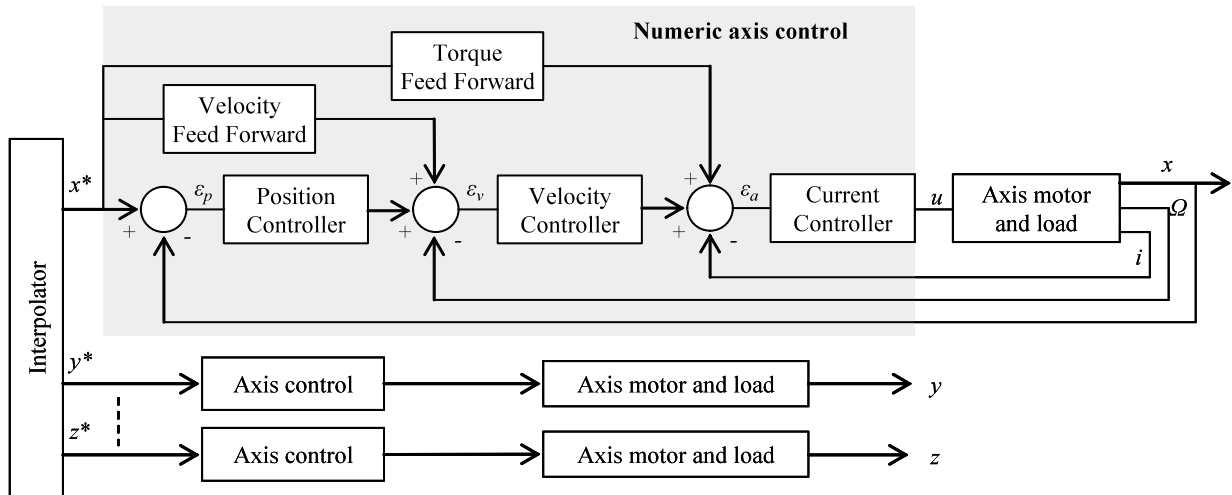 Numeric axis control
Torque
Feed Forward
Velocity
Feed Forward
Interpolator
x*
+
-
εp
Position
Controller
+
+
-
εv
Velocity
Controller
+
+
-
εa
Current
Controller
u
Axis motor
and load
x
Ω
i
y*
Axis control
Axis motor and load
y
z*
Axis control
Axis motor and load
z